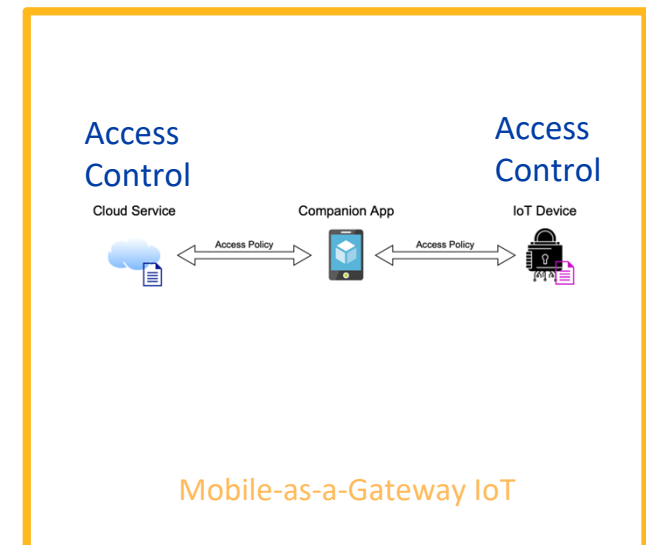 Access
Control
Access
Control
Cloud Service
Companion App
IoT Device
Access Policy
Access Policy
Mobile-as-a-Gateway IoT